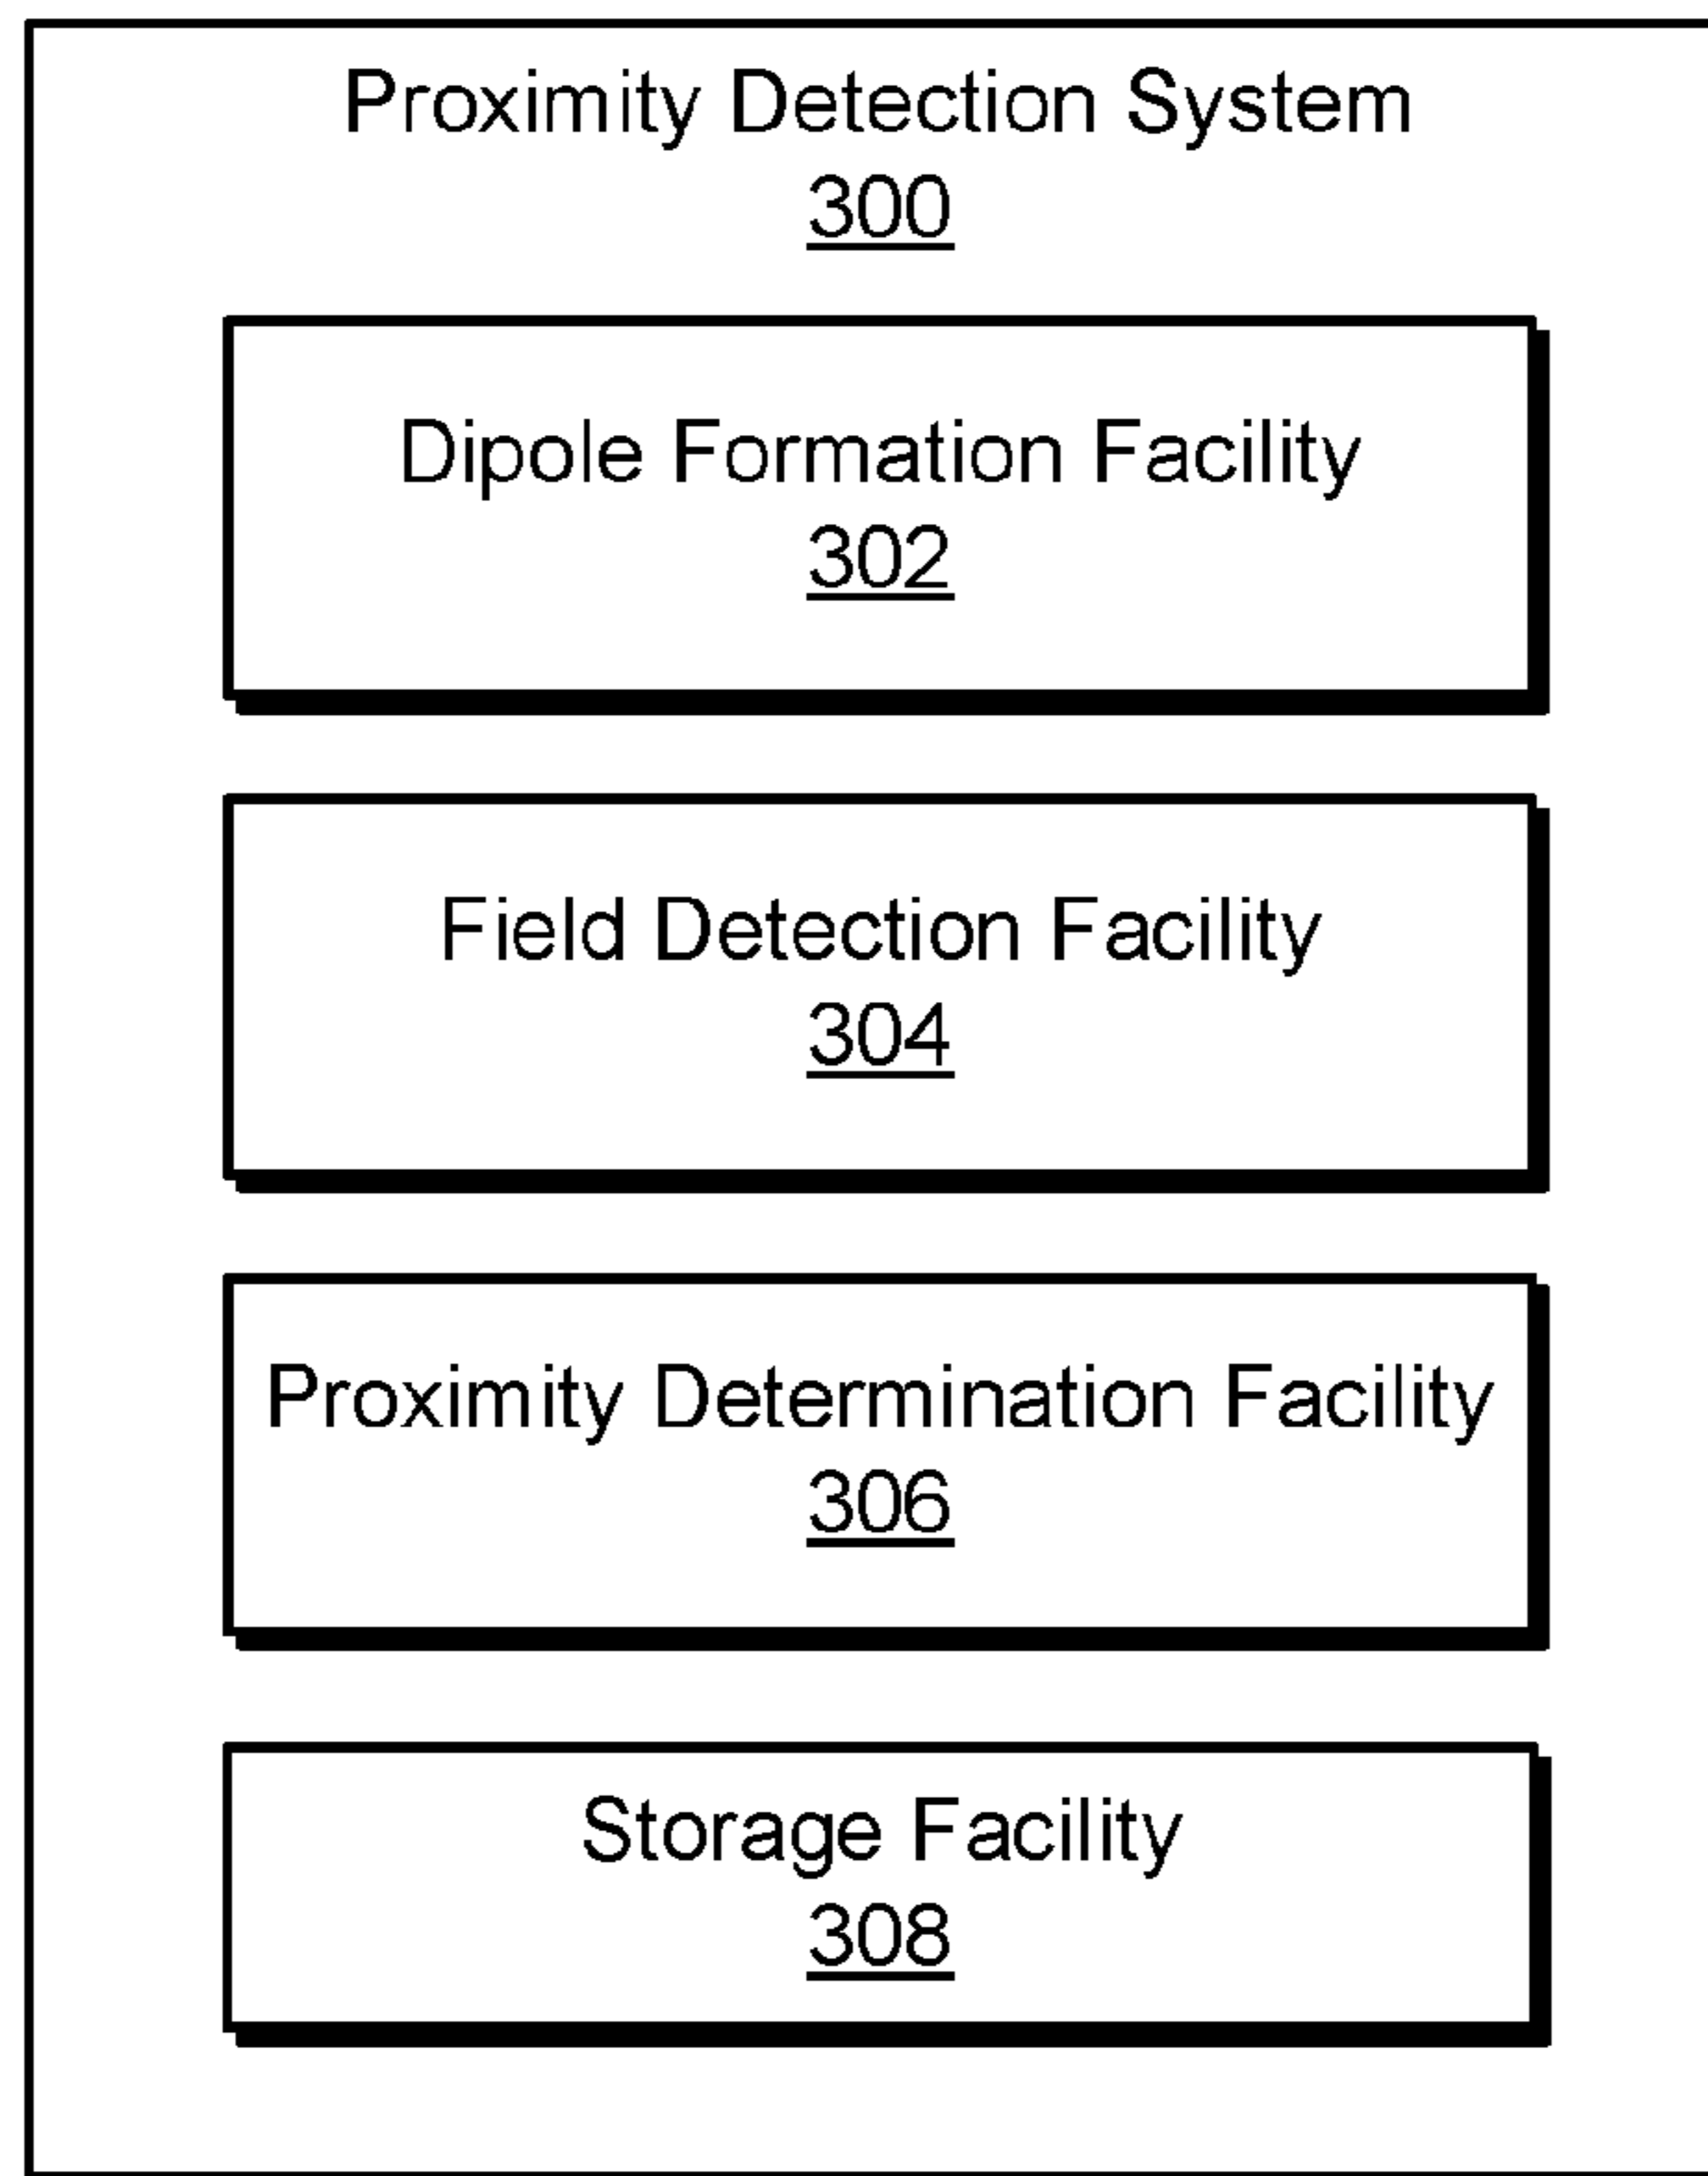 Proximity Detection System
300
Dipole Formation Facility
302
Field Detection Facility
304
Proximity Determination Facility
306
Storage Facility
308